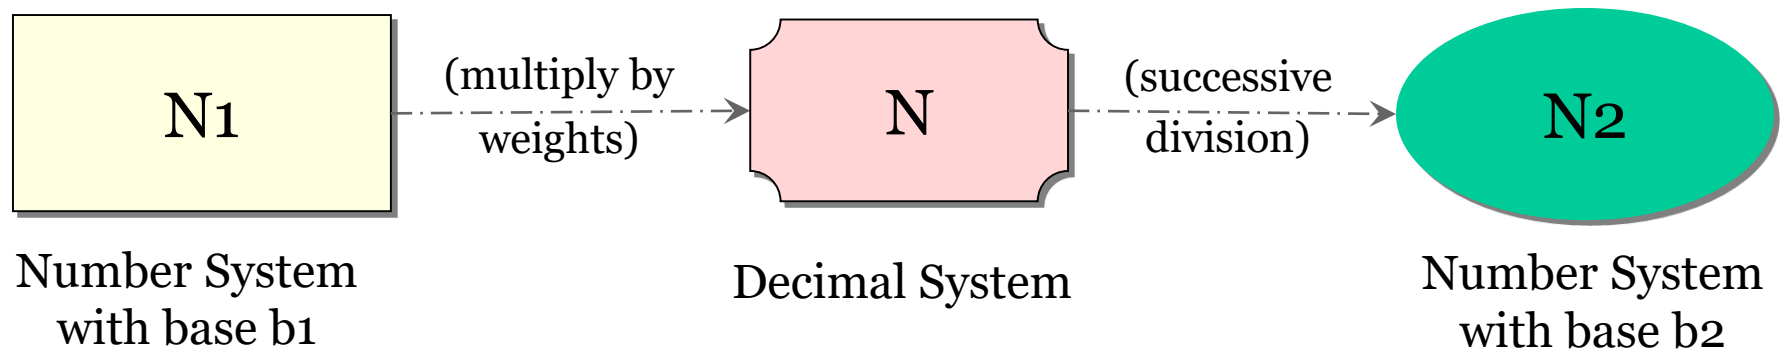 N1
(multiply by
weights)
N
(successive
division)
N2
Number System
with base b1
Decimal System
Number System
with base b2